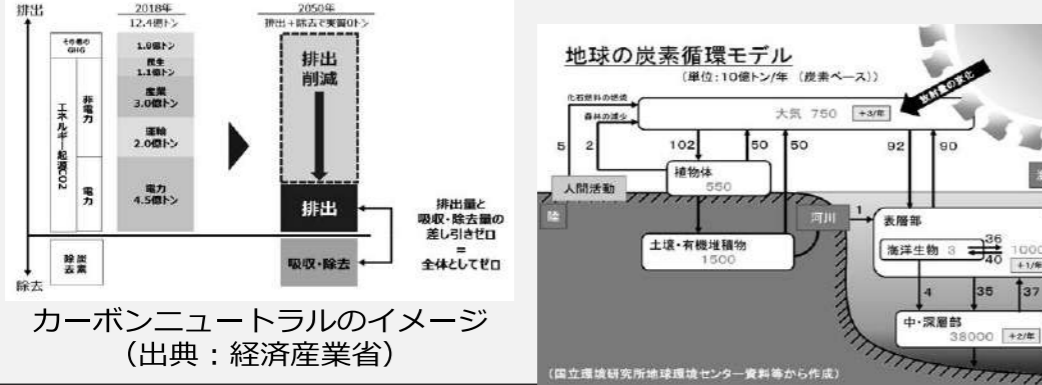 排出
2018年
12.4億トン
2050年
排出+除去で実質0トン
その他の
GHG
1.9億トン
民生
1.1億トン
産業
3.0億トン
運輸
2.0億トン
電力
4.5億トン
エネルギー起源CO2
非電力
電力
炭素
除去
除去
排出
削減
排出
吸収・除去
排出量と
吸収・除去量の
差し引きゼロ
=
全体としてゼロ
カーボンニュートラルのイメージ
(出典:経済産業省)
地球の炭素循環モデル
(単位:10億トン/年 (炭素ベース))
化石燃料の燃焼
森林の減少
大気 750
+3/年
放射量の変化
5
2
102
50
50
92
90
植物体
550
人間活動
陸
河川
1
土壌・有機堆積物
1500
表層部
海洋生物 3
36
40
1000
+1/年
4
35
37
中・深層部
38000
+2/年
(国立環境研究所地球環境センター資料等から作成)